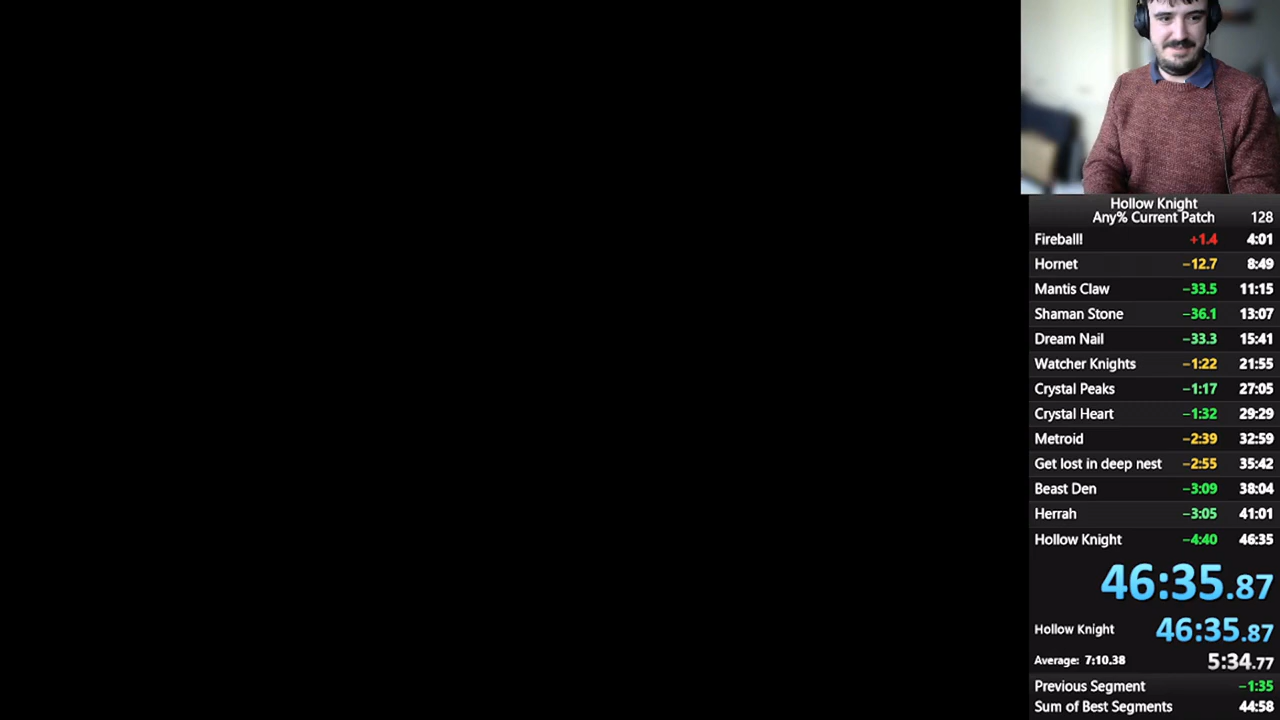 Hollow Knight
Any% Current Patch 128
Fireball! +1.4 4:01
Hornet −12.7 8:49
Mantis Claw −33.5 11:15
Shaman Stone −36.1 13:07
Dream Nail −33.3 15:41
Watcher Knights −1:22 21:55
Crystal Peaks −1:17 27:05
Crystal Heart −1:32 29:29
Metroid −2:39 32:59
Get lost in deep nest −2:55 35:42
Beast Den −3:09 38:04
Herrah −3:05 41:01
Hollow Knight −4:40 46:35
46:35.87
Hollow Knight 46:35.87
Average: 7:10.38 5:34.77
Previous Segment −1:35
Sum of Best Segments 44:58